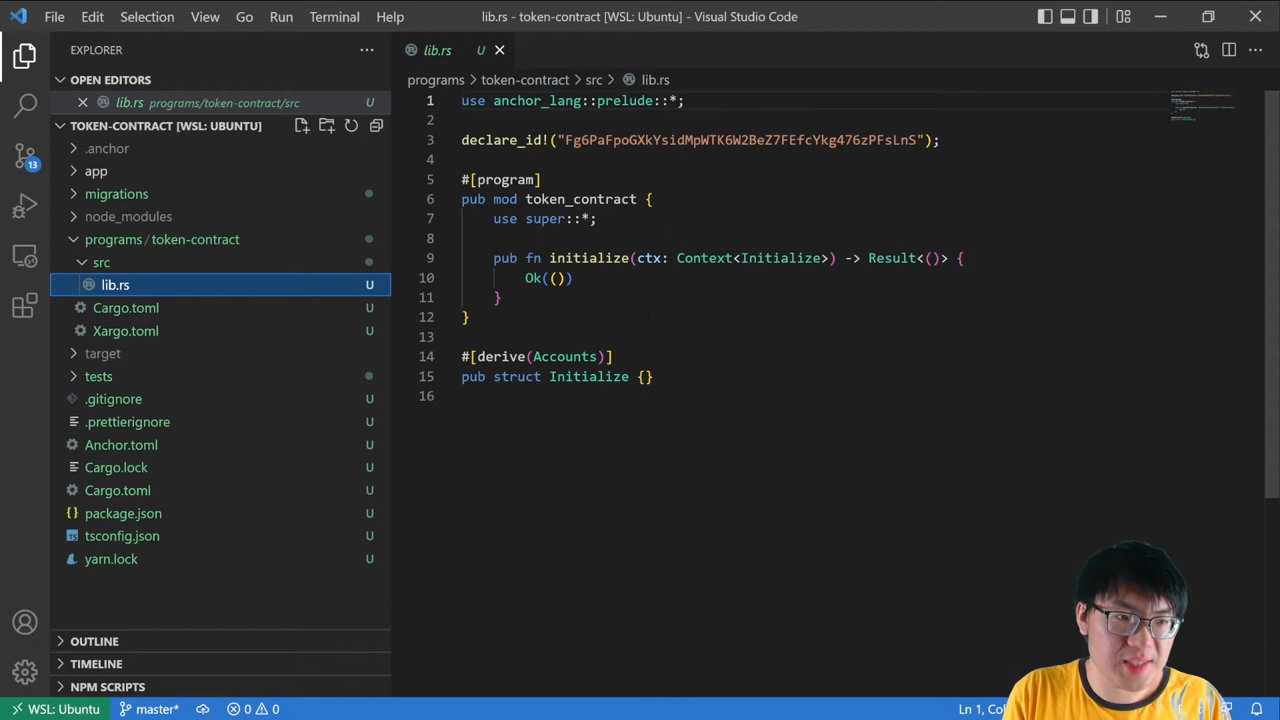 File Edit Selection View Go Run Terminal Help
lib.rs - token-contract [WSL: Ubuntu] - Visual Studio Code
EXPLORER
OPEN EDITORS
lib.rs programs/token-contract/src U
TOKEN-CONTRACT [WSL: UBUNTU]
.anchor
app
migrations
node_modules
programs / token-contract
src
lib.rs U
Cargo.toml U
Xargo.toml U
target
tests
.gitignore U
.prettierignore U
Anchor.toml U
Cargo.lock U
Cargo.toml U
package.json U
tsconfig.json U
yarn.lock U
OUTLINE
TIMELINE
NPM SCRIPTS
13
lib.rs U
programs > token-contract > src > lib.rs
1 use anchor_lang::prelude::*;
2
3 declare_id!("Fg6PaFpoGXkYsidMpWTK6W2BeZ7FEfcYkg476zPFsLnS");
4
5 #[program]
6 pub mod token_contract {
7 use super::*;
8
9 pub fn initialize(ctx: Context<Initialize>) -> Result<()> {
10 Ok(())
11 }
12 }
13
14 #[derive(Accounts)]
15 pub struct Initialize {}
16
WSL: Ubuntu master* 0 0 Ln 1,